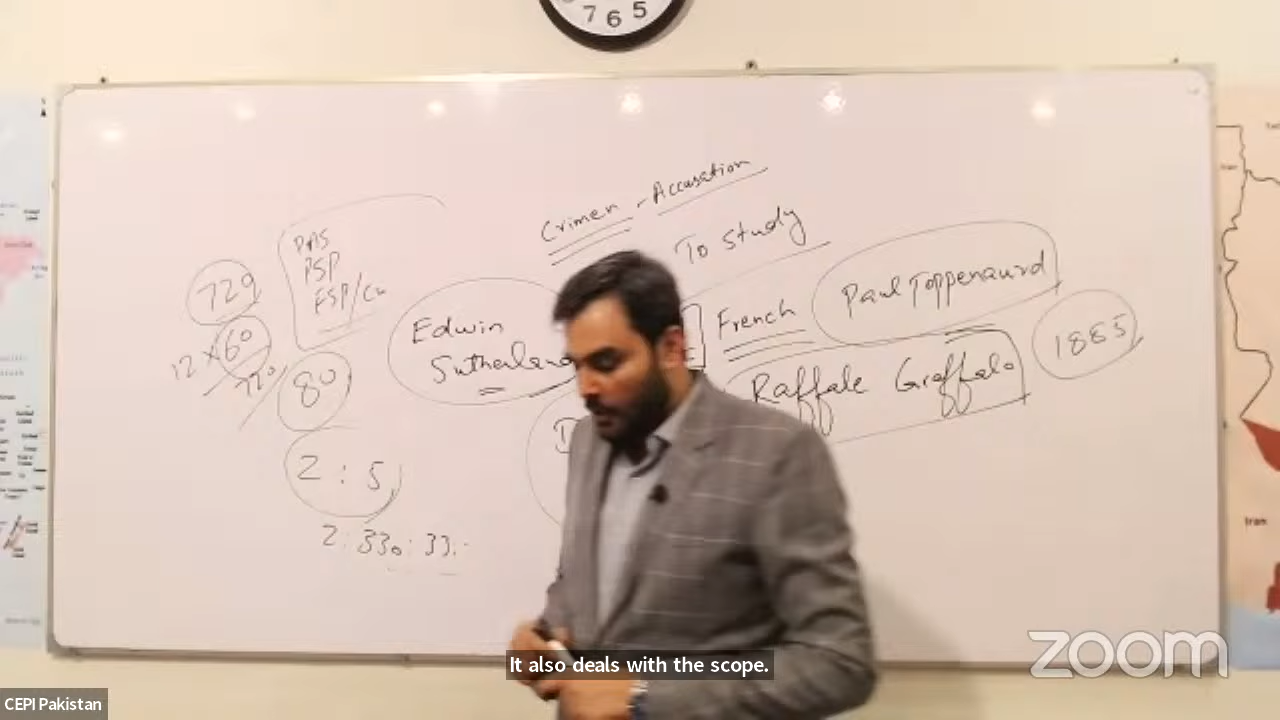 7 6 5
Crimen - Accusation
To Study
PAS
PSP
FSP/Cu
729
12 x 60
720
80
2 : 5
2 : 330 : 33..
Edwin
Sutherland
French
Paul Toppenaurd
Raffale Graffalo
1885
Iran
It also deals with the scope.
zoom
CEPI Pakistan